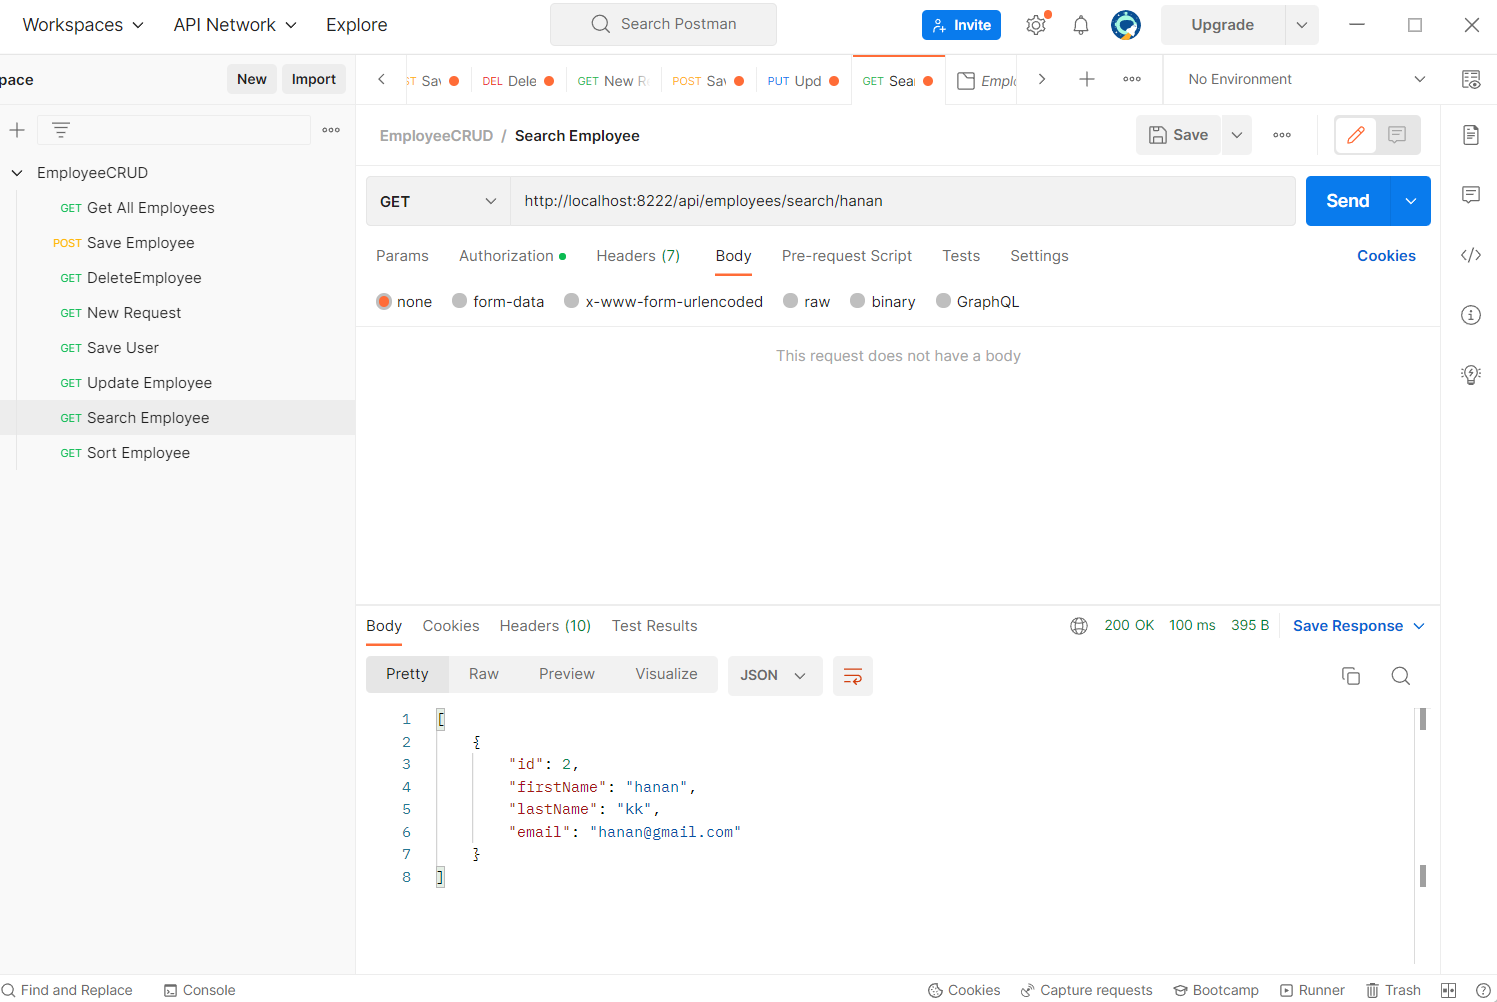 Workspaces API Network Explore Search Postman Invite Upgrade
pace New Import
DEL Dele GET New POST Sav PUT Upd GET Sea No Environment
EmployeeCRUD / Search Employee Save
EmployeeCRUD
GET Get All Employees
POST Save Employee
GET DeleteEmployee
GET New Request
GET Save User
GET Update Employee
GET Search Employee
GET Sort Employee
GET http://localhost:8222/api/employees/search/hanan Send
Params Authorization Headers (7) Body Pre-request Script Tests Settings Cookies
none form-data x-www-form-urlencoded raw binary GraphQL
This request does not have a body
Body Cookies Headers (10) Test Results 200 OK 100 ms 395 B Save Response
Pretty Raw Preview Visualize JSON
1 [
2 {
3 "id": 2,
4 "firstName": "hanan",
5 "lastName": "kk",
6 "email": "hanan@gmail.com"
7 }
8 ]
Find and Replace Console Cookies Capture requests Bootcamp Runner Trash